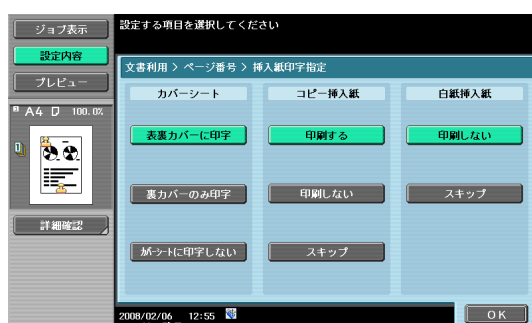 ジョブ表示
設定内容
プレビュー
A4 100.0%
詳細確認
設定する項目を選択してください
文書利用 > ページ番号 > 挿入紙印字指定
カバーシート
コピー挿入紙
白紙挿入紙
表裏カバーに印字
印刷する
印刷しない
裏カバーのみ印字
印刷しない
スキップ
ｶﾊﾞｰｼｰﾄに印字しない
スキップ
2008/02/06 12:55
OK